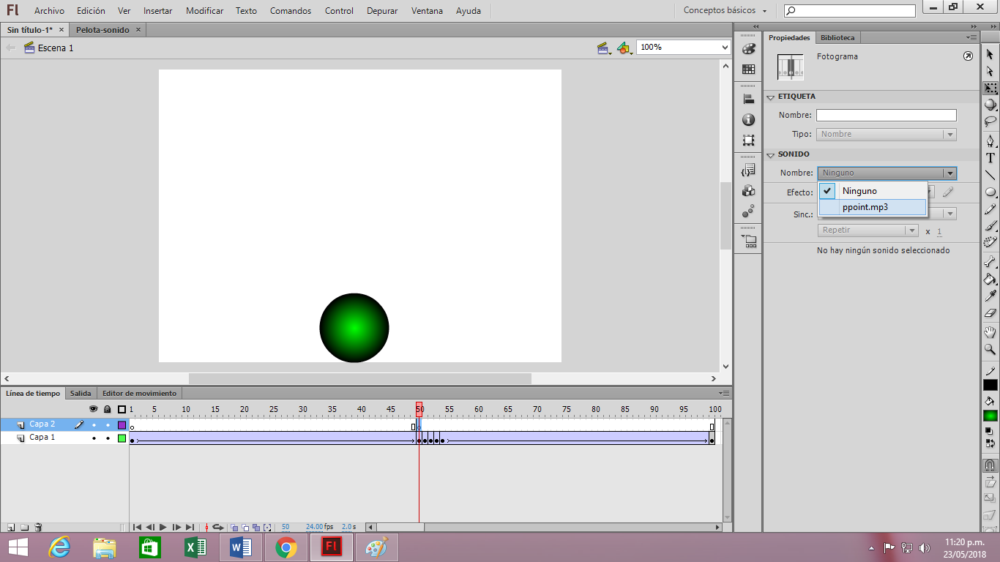 Fl Archivo Edición Ver Insertar Modificar Texto Comandos Control Depurar Ventana Ayuda Conceptos básicos
Sin título-1* × Pelota-sonido ×
Escena 1 100%
Propiedades Biblioteca
Fotograma
ETIQUETA
Nombre:
Tipo: Nombre
SONIDO
Nombre: Ninguno
Efecto: Ninguno
ppoint.mp3
Sinc.:
Repetir x 1
No hay ningún sonido seleccionado
T
Línea de tiempo Salida Editor de movimiento
1 5 10 15 20 25 30 35 40 45 50 55 60 65 70 75 80 85 90 95 100
Capa 2
Capa 1
50 24.00 fps 2.0 s
Fl
11:20 p.m.
23/05/2018